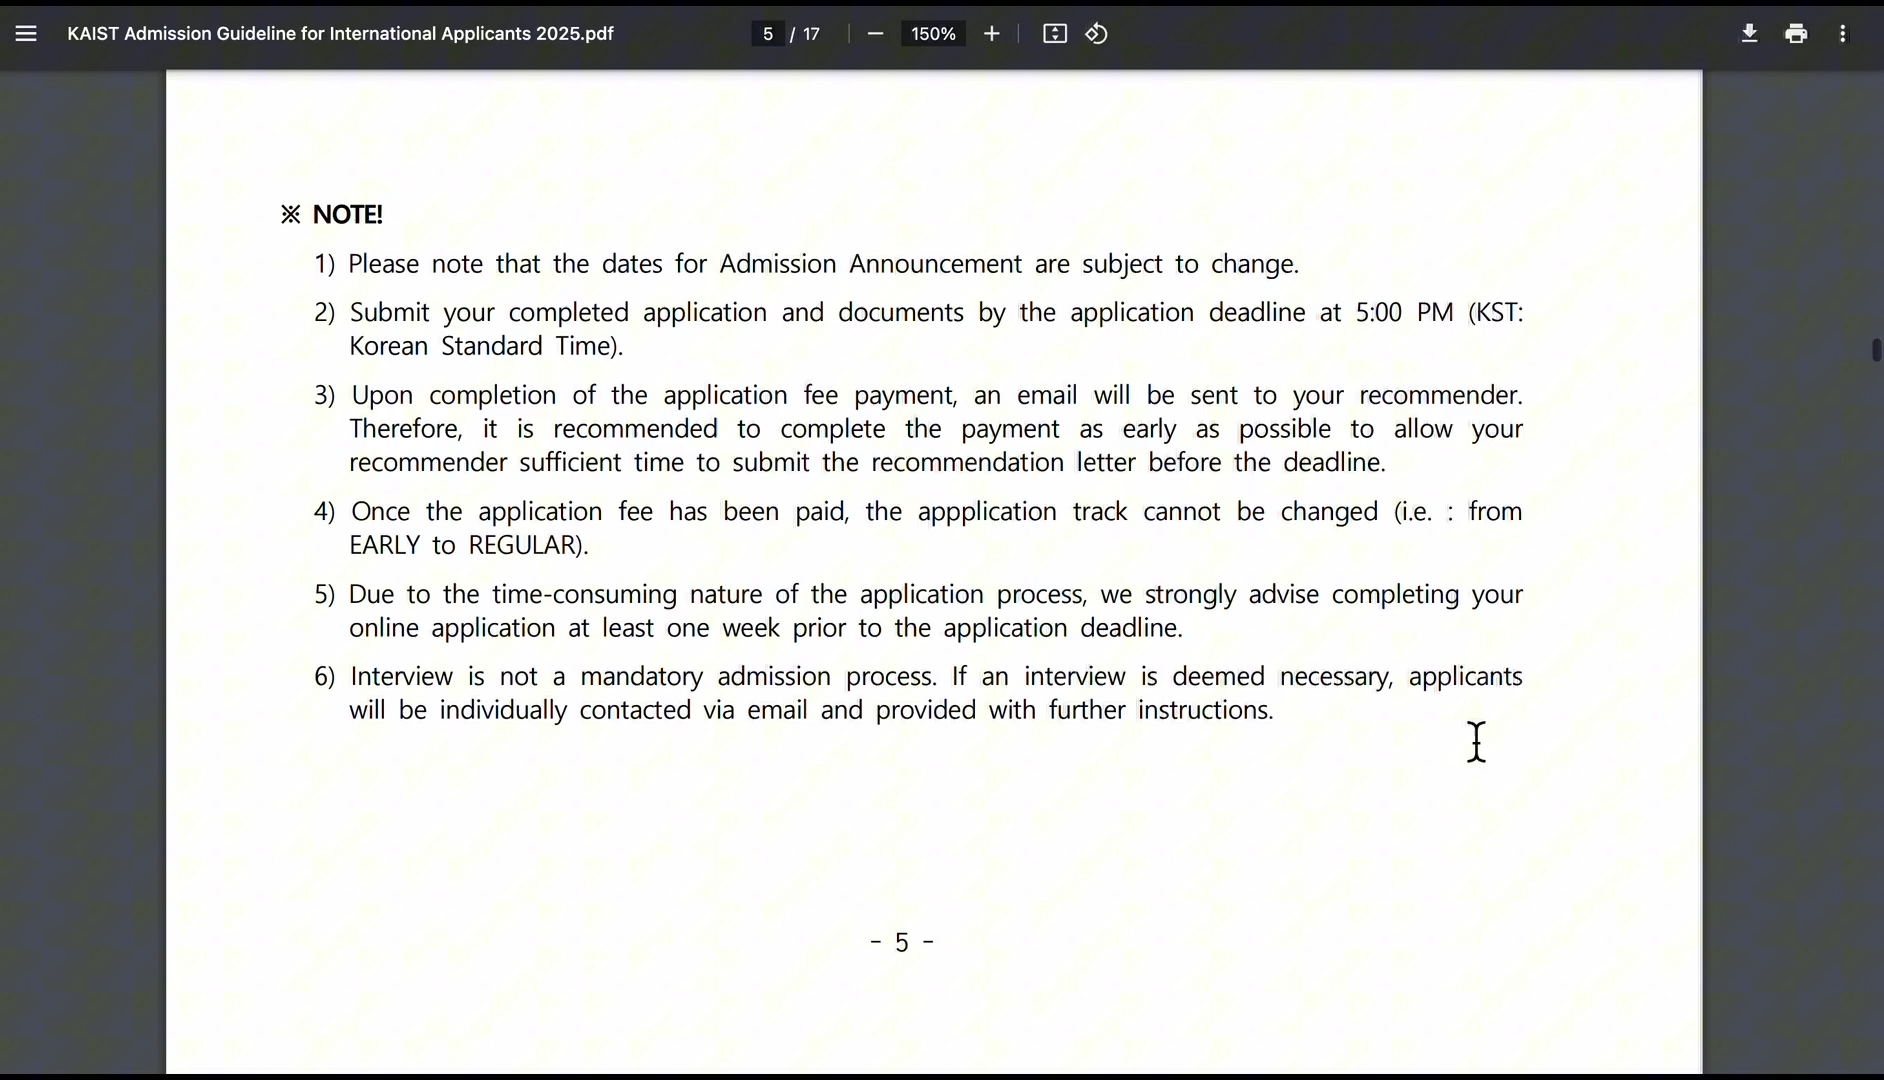 KAIST Admission Guideline for International Applicants 2025.pdf
5 / 17
150%
※ NOTE!
1) Please note that the dates for Admission Announcement are subject to change.
2) Submit your completed application and documents by the application deadline at 5:00 PM (KST:
Korean Standard Time).
3) Upon completion of the application fee payment, an email will be sent to your recommender.
Therefore, it is recommended to complete the payment as early as possible to allow your
recommender sufficient time to submit the recommendation letter before the deadline.
4) Once the application fee has been paid, the appplication track cannot be changed (i.e. : from
EARLY to REGULAR).
5) Due to the time-consuming nature of the application process, we strongly advise completing your
online application at least one week prior to the application deadline.
6) Interview is not a mandatory admission process. If an interview is deemed necessary, applicants
will be individually contacted via email and provided with further instructions.
- 5 -